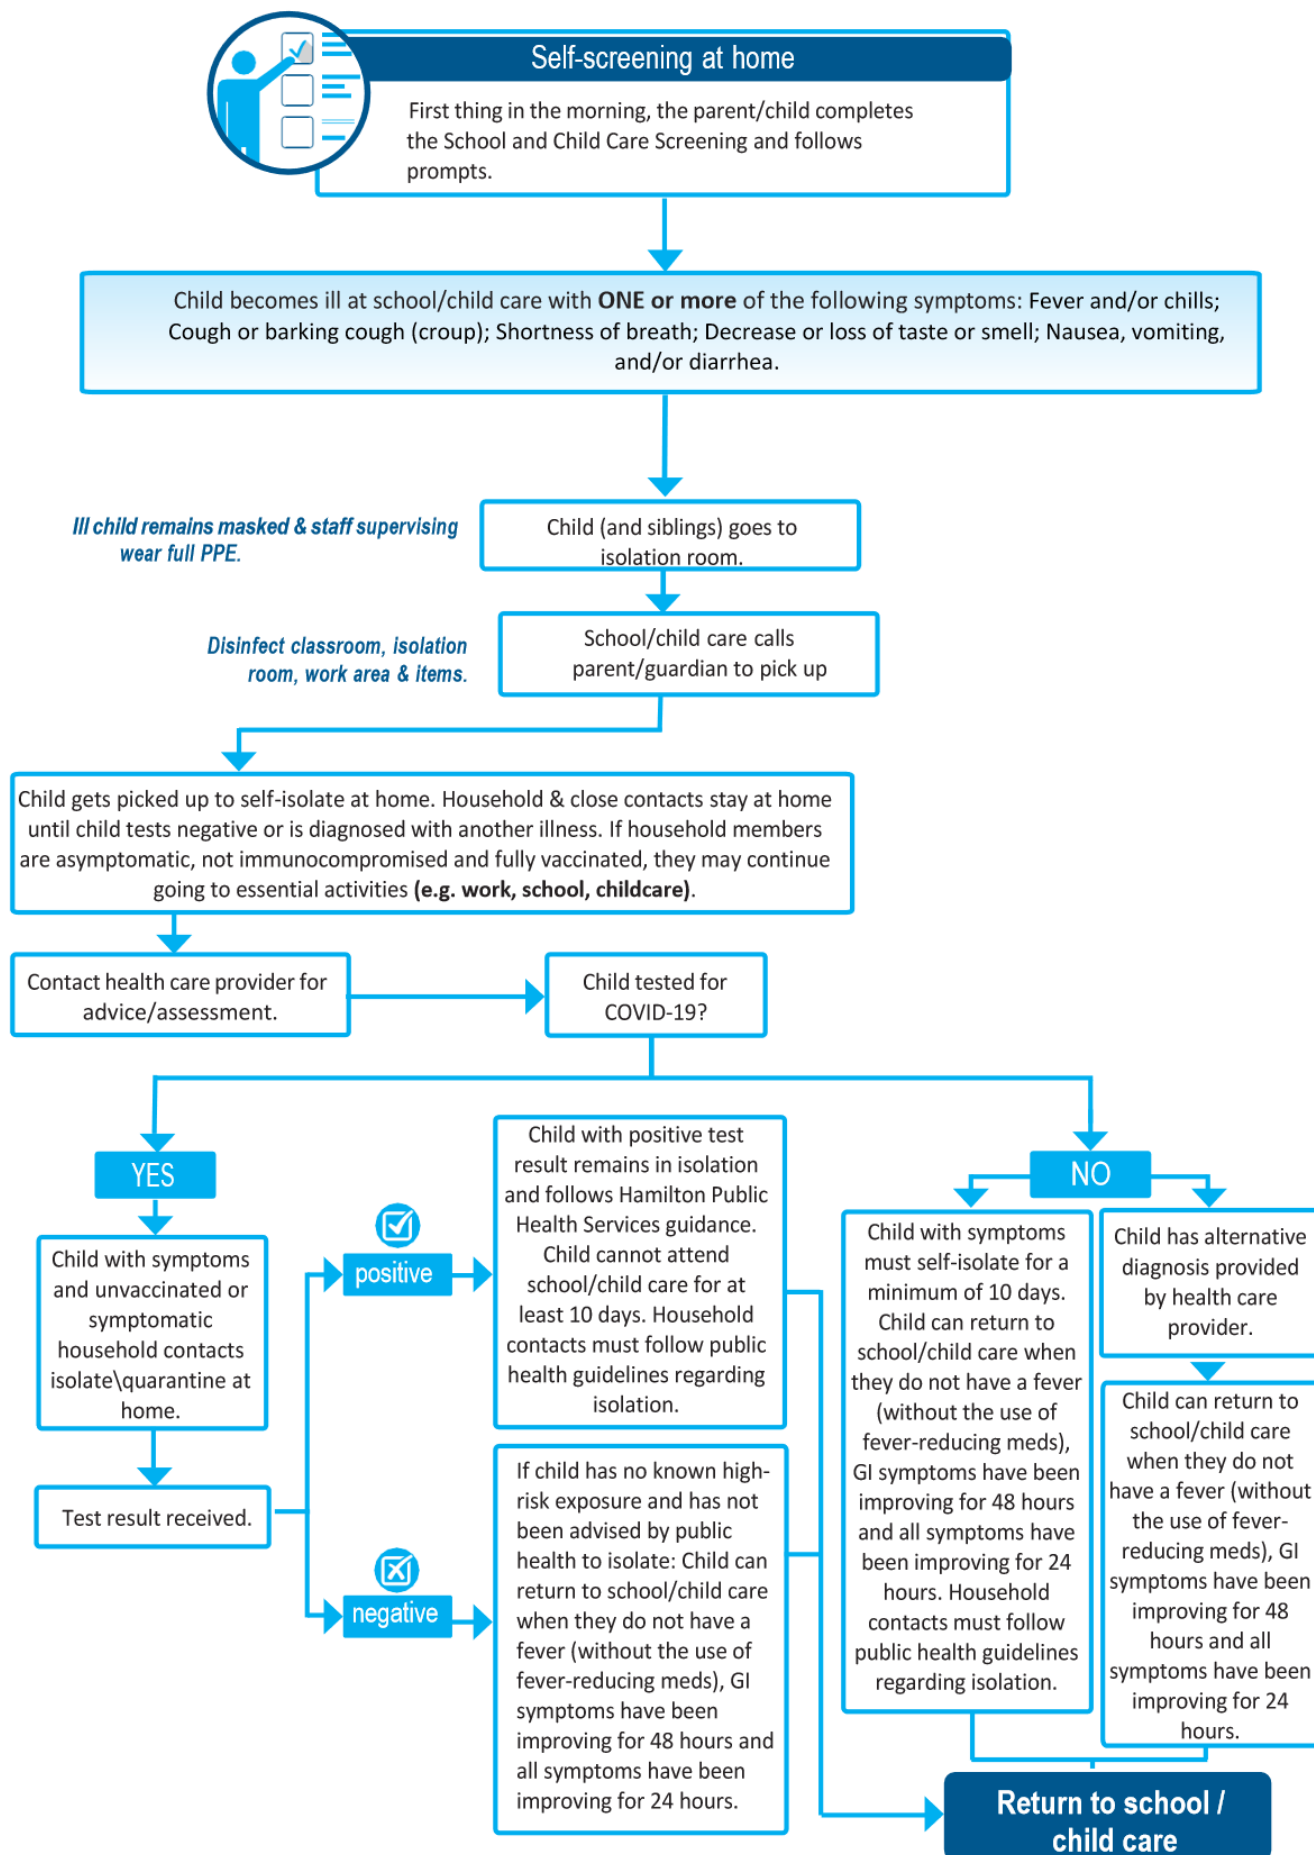 Self-screening at home
First thing in the morning, the parent/child completes
the School and Child Care Screening and follows
prompts.
Child becomes ill at school/child care with ONE or more of the following symptoms: Fever and/or chills;
Cough or barking cough (croup); Shortness of breath; Decrease or loss of taste or smell; Nausea, vomiting,
and/or diarrhea.
Ill child remains masked & staff supervising
wear full PPE.
Child (and siblings) goes to
isolation room.
Disinfect classroom, isolation
room, work area & items.
School/child care calls
parent/guardian to pick up
Child gets picked up to self-isolate at home. Household & close contacts stay at home
until child tests negative or is diagnosed with another illness. If household members
are asymptomatic, not immunocompromised and fully vaccinated, they may continue
going to essential activities (e.g. work, school, childcare).
Contact health care provider for
advice/assessment.
Child tested for
COVID-19?
YES
Child with symptoms
and unvaccinated or
symptomatic
household contacts
isolate\quarantine at
home.
Test result received.
positive
Child with positive test
result remains in isolation
and follows Hamilton Public
Health Services guidance.
Child cannot attend
school/child care for at
least 10 days. Household
contacts must follow public
health guidelines regarding
isolation.
negative
If child has no known high-
risk exposure and has not
been advised by public
health to isolate: Child can
return to school/child care
when they do not have a
fever (without the use of
fever-reducing meds), GI
symptoms have been
improving for 48 hours and
all symptoms have been
improving for 24 hours.
NO
Child with symptoms
must self-isolate for a
minimum of 10 days.
Child can return to
school/child care when
they do not have a fever
(without the use of
fever-reducing meds),
GI symptoms have been
improving for 48 hours
and all symptoms have
been improving for 24
hours. Household
contacts must follow
public health guidelines
regarding isolation.
Child has alternative
diagnosis provided
by health care
provider.
Child can return to
school/child care
when they do not
have a fever (without
the use of fever-
reducing meds), GI
symptoms have been
improving for 48
hours and all
symptoms have been
improving for 24
hours.
Return to school /
child care